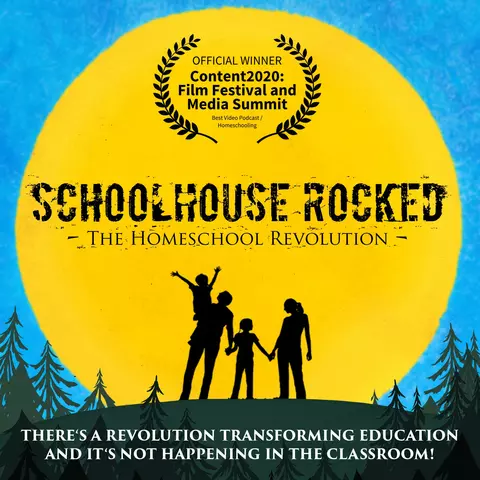 OFFICIAL WINNER
Content2020:
Film Festival and
Media Summit
Best Video Podcast /
Homeschooling
SCHOOLHOUSE ROCKED
- THE HOMESCHOOL REVOLUTION -
THERE'S A REVOLUTION TRANSFORMING EDUCATION
AND IT'S NOT HAPPENING IN THE CLASSROOM!